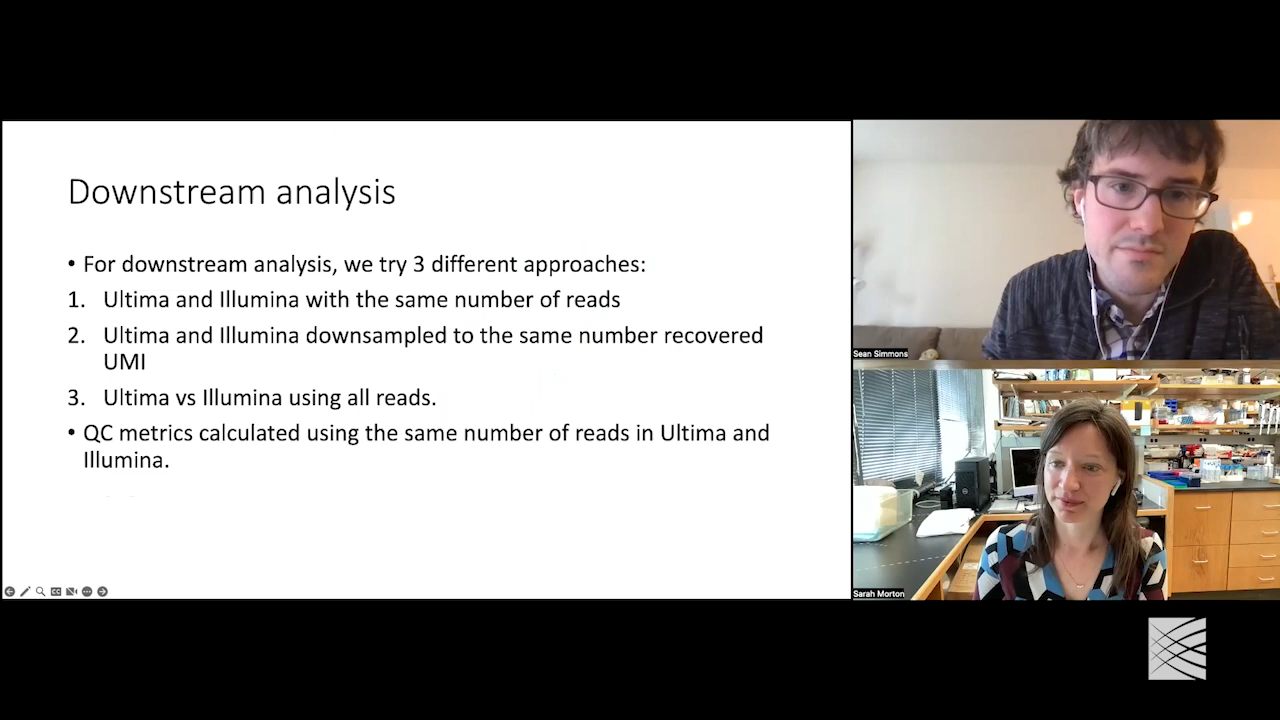 Downstream analysis
• For downstream analysis, we try 3 different approaches:
1. Ultima and Illumina with the same number of reads
2. Ultima and Illumina downsampled to the same number recovered
UMI
3. Ultima vs Illumina using all reads.
• QC metrics calculated using the same number of reads in Ultima and
Illumina.
Sean Simmons
Sarah Morton